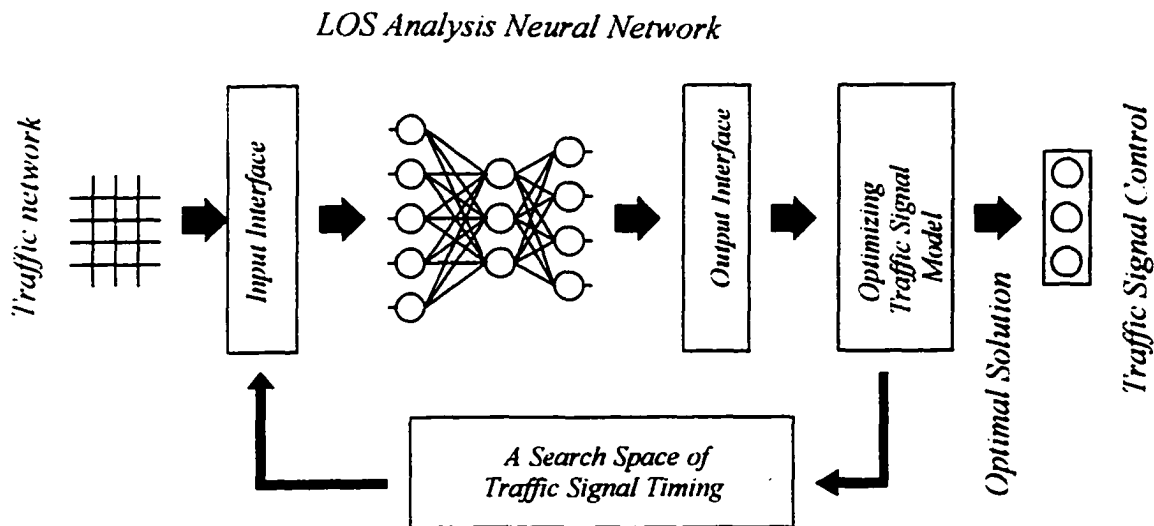 LOS Analysis Neural Network
Traffic network
Input Interface
Output Interface
Optimizing
Traffic Signal
Model
Optimal Solution
Traffic Signal Control
A Search Space of
Traffic Signal Timing